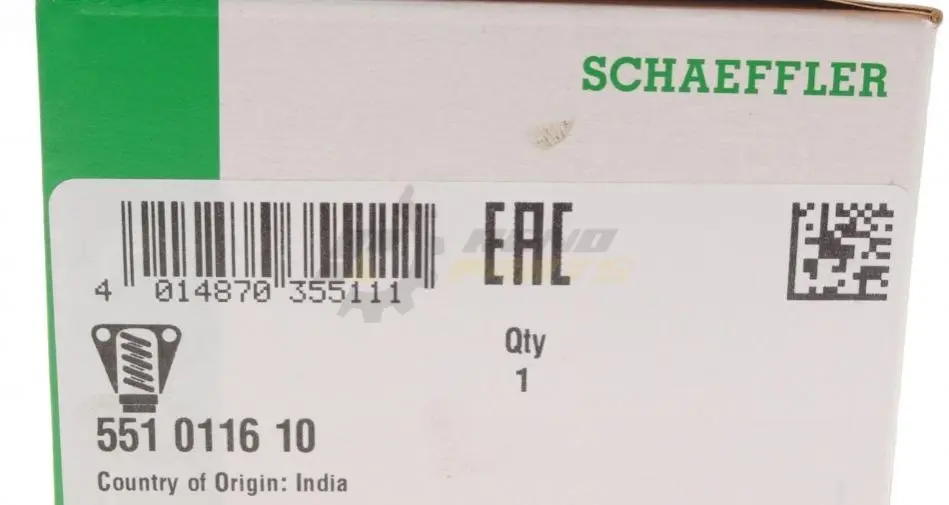 SCHAEFFLER
4 014870 355111
EAC
Qty
1
551 0116 10
Country of Origin: India